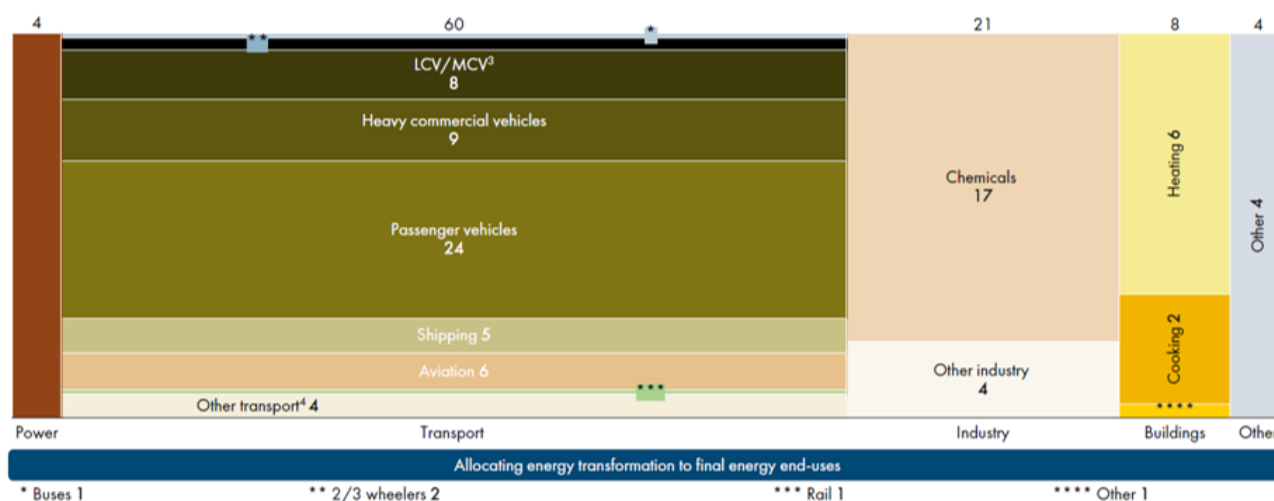 4 60 21 8 4
** *
LCV/MCV³
8
Heavy commercial vehicles
9
Passenger vehicles
24
Shipping 5
Aviation 6
***
Other transport⁴ 4
Chemicals
17
Other industry
4
Heating 6
Cooking 2
****
Other 4
Power Transport Industry Buildings Other
Allocating energy transformation to final energy end-uses
* Buses 1 ** 2/3 wheelers 2 *** Rail 1 **** Other 1